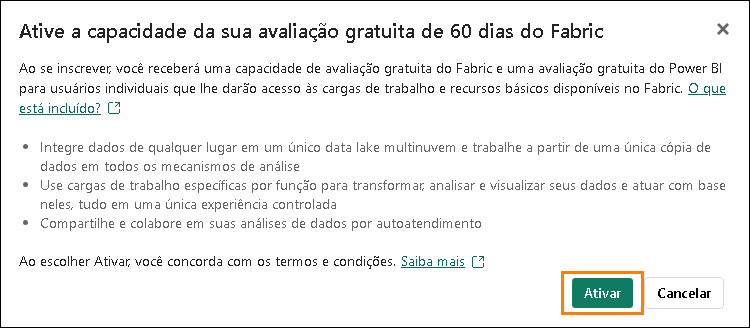 Ative a capacidade da sua avaliação gratuita de 60 dias do Fabric
Ao se inscrever, você receberá uma capacidade de avaliação gratuita do Fabric e uma avaliação gratuita do Power BI
para usuários individuais que lhe darão acesso às cargas de trabalho e recursos básicos disponíveis no Fabric. O que
está incluído?
• Integre dados de qualquer lugar em um único data lake multinuvem e trabalhe a partir de uma única cópia de
dados em todos os mecanismos de análise
• Use cargas de trabalho específicas por função para transformar, analisar e visualizar seus dados e atuar com base
neles, tudo em uma única experiência controlada
• Compartilhe e colabore em suas análises de dados por autoatendimento
Ao escolher Ativar, você concorda com os termos e condições. Saiba mais
Ativar Cancelar